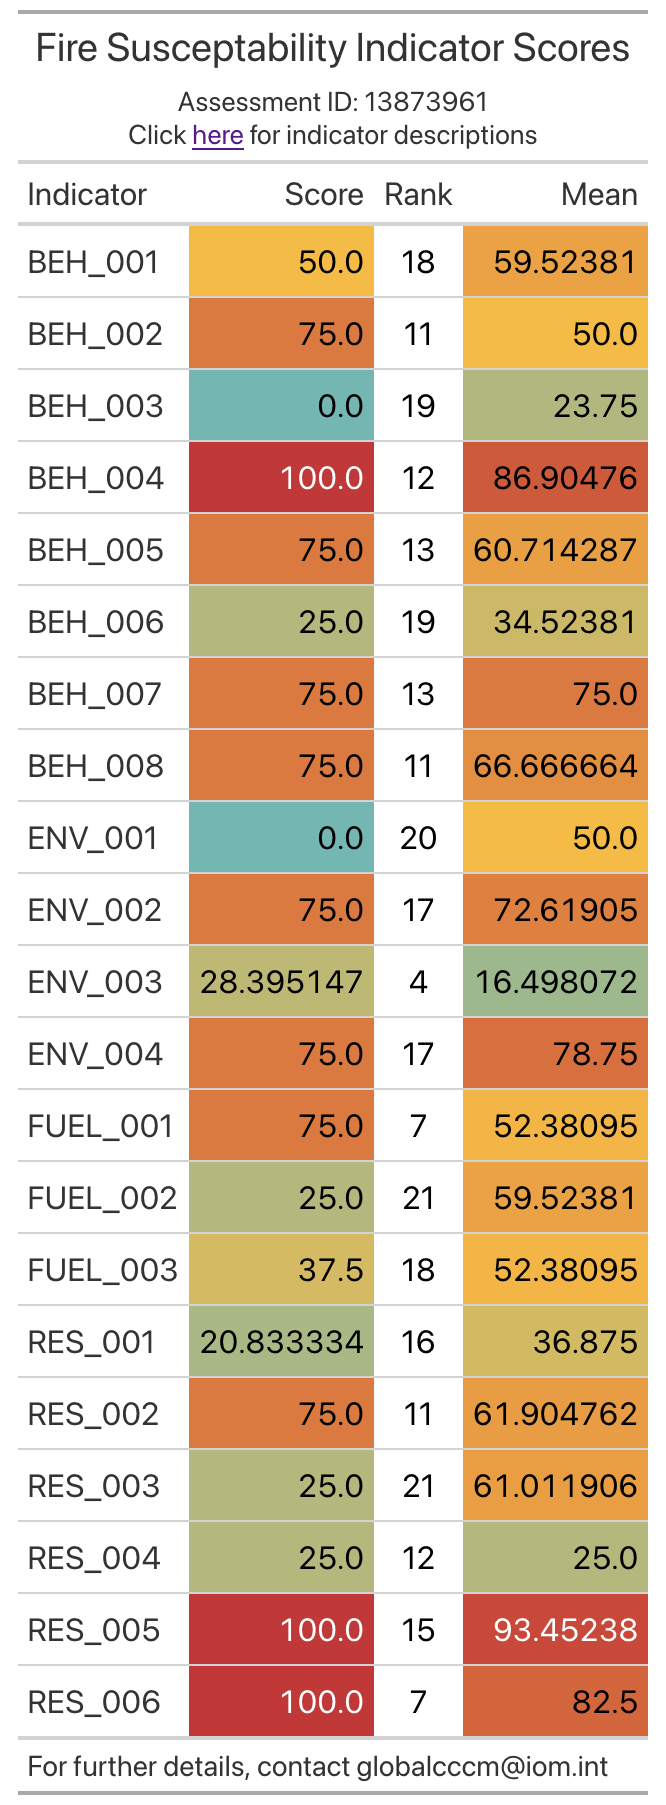 Fire Susceptability Indicator Scores
Assessment ID: 13873961
Click here for indicator descriptions
Indicator Score Rank Mean
BEH_001 50.0 18 59.52381
BEH_002 75.0 11 50.0
BEH_003 0.0 19 23.75
BEH_004 100.0 12 86.90476
BEH_005 75.0 13 60.714287
BEH_006 25.0 19 34.52381
BEH_007 75.0 13 75.0
BEH_008 75.0 11 66.666664
ENV_001 0.0 20 50.0
ENV_002 75.0 17 72.61905
ENV_003 28.395147 4 16.498072
ENV_004 75.0 17 78.75
FUEL_001 75.0 7 52.38095
FUEL_002 25.0 21 59.52381
FUEL_003 37.5 18 52.38095
RES_001 20.833334 16 36.875
RES_002 75.0 11 61.904762
RES_003 25.0 21 61.011906
RES_004 25.0 12 25.0
RES_005 100.0 15 93.45238
RES_006 100.0 7 82.5
For further details, contact globalcccm@iom.int